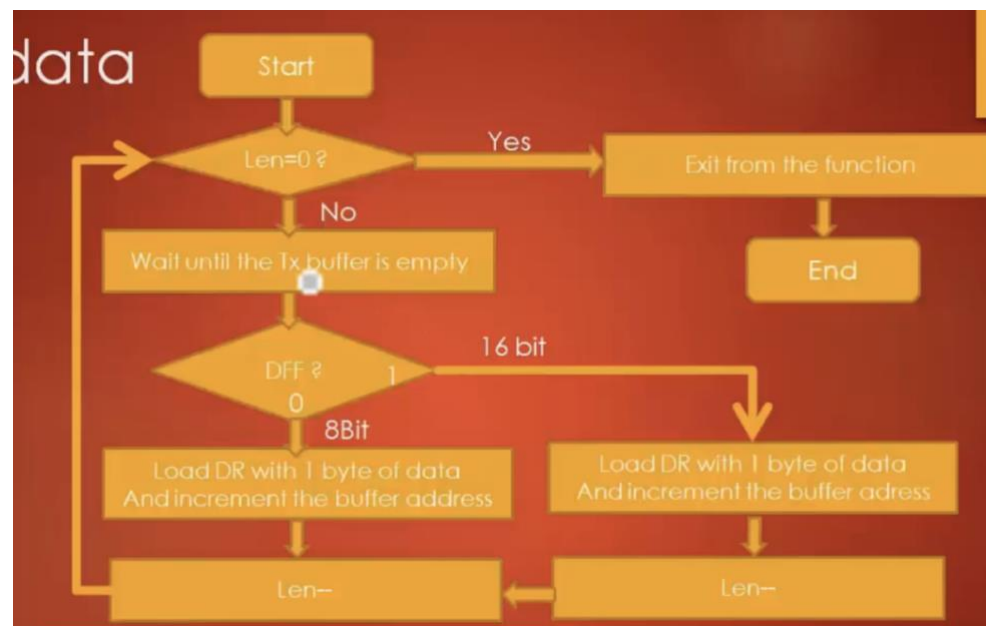 data
Start
Len=0 ?
Yes
Exit from the function
No
Wait until the Tx buffer is empty
End
DFF ?
1
0
16 bit
8Bit
Load DR with 1 byte of data
And increment the buffer address
Load DR with 1 byte of data
And increment the buffer adress
Len--
Len--